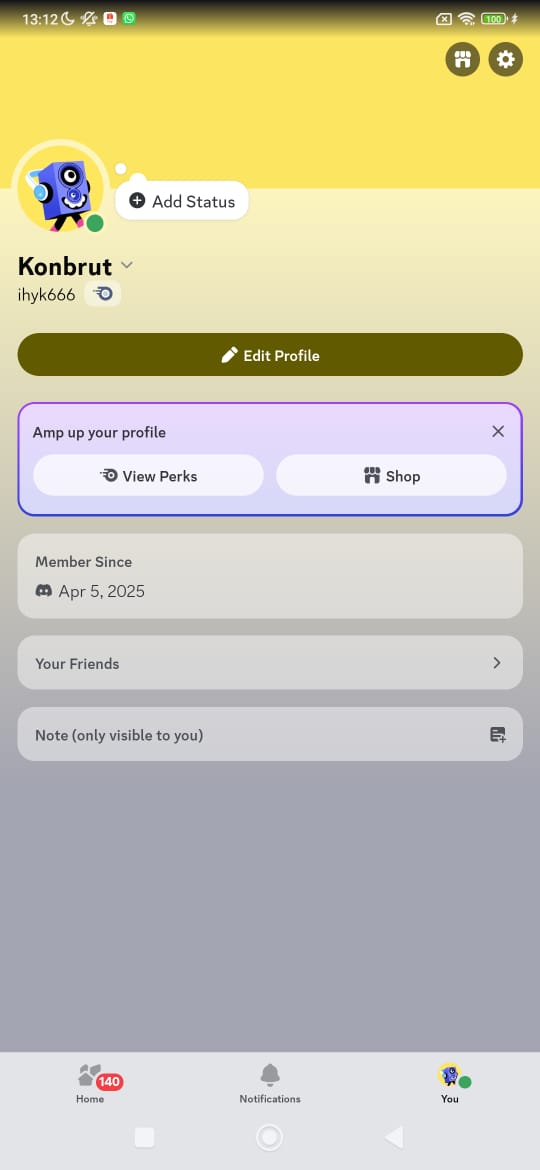 13:12
100
Add Status
Konbrut
ihyk666
Edit Profile
Amp up your profile
View Perks
Shop
Member Since
Apr 5, 2025
Your Friends
Note (only visible to you)
140
Home
Notifications
You